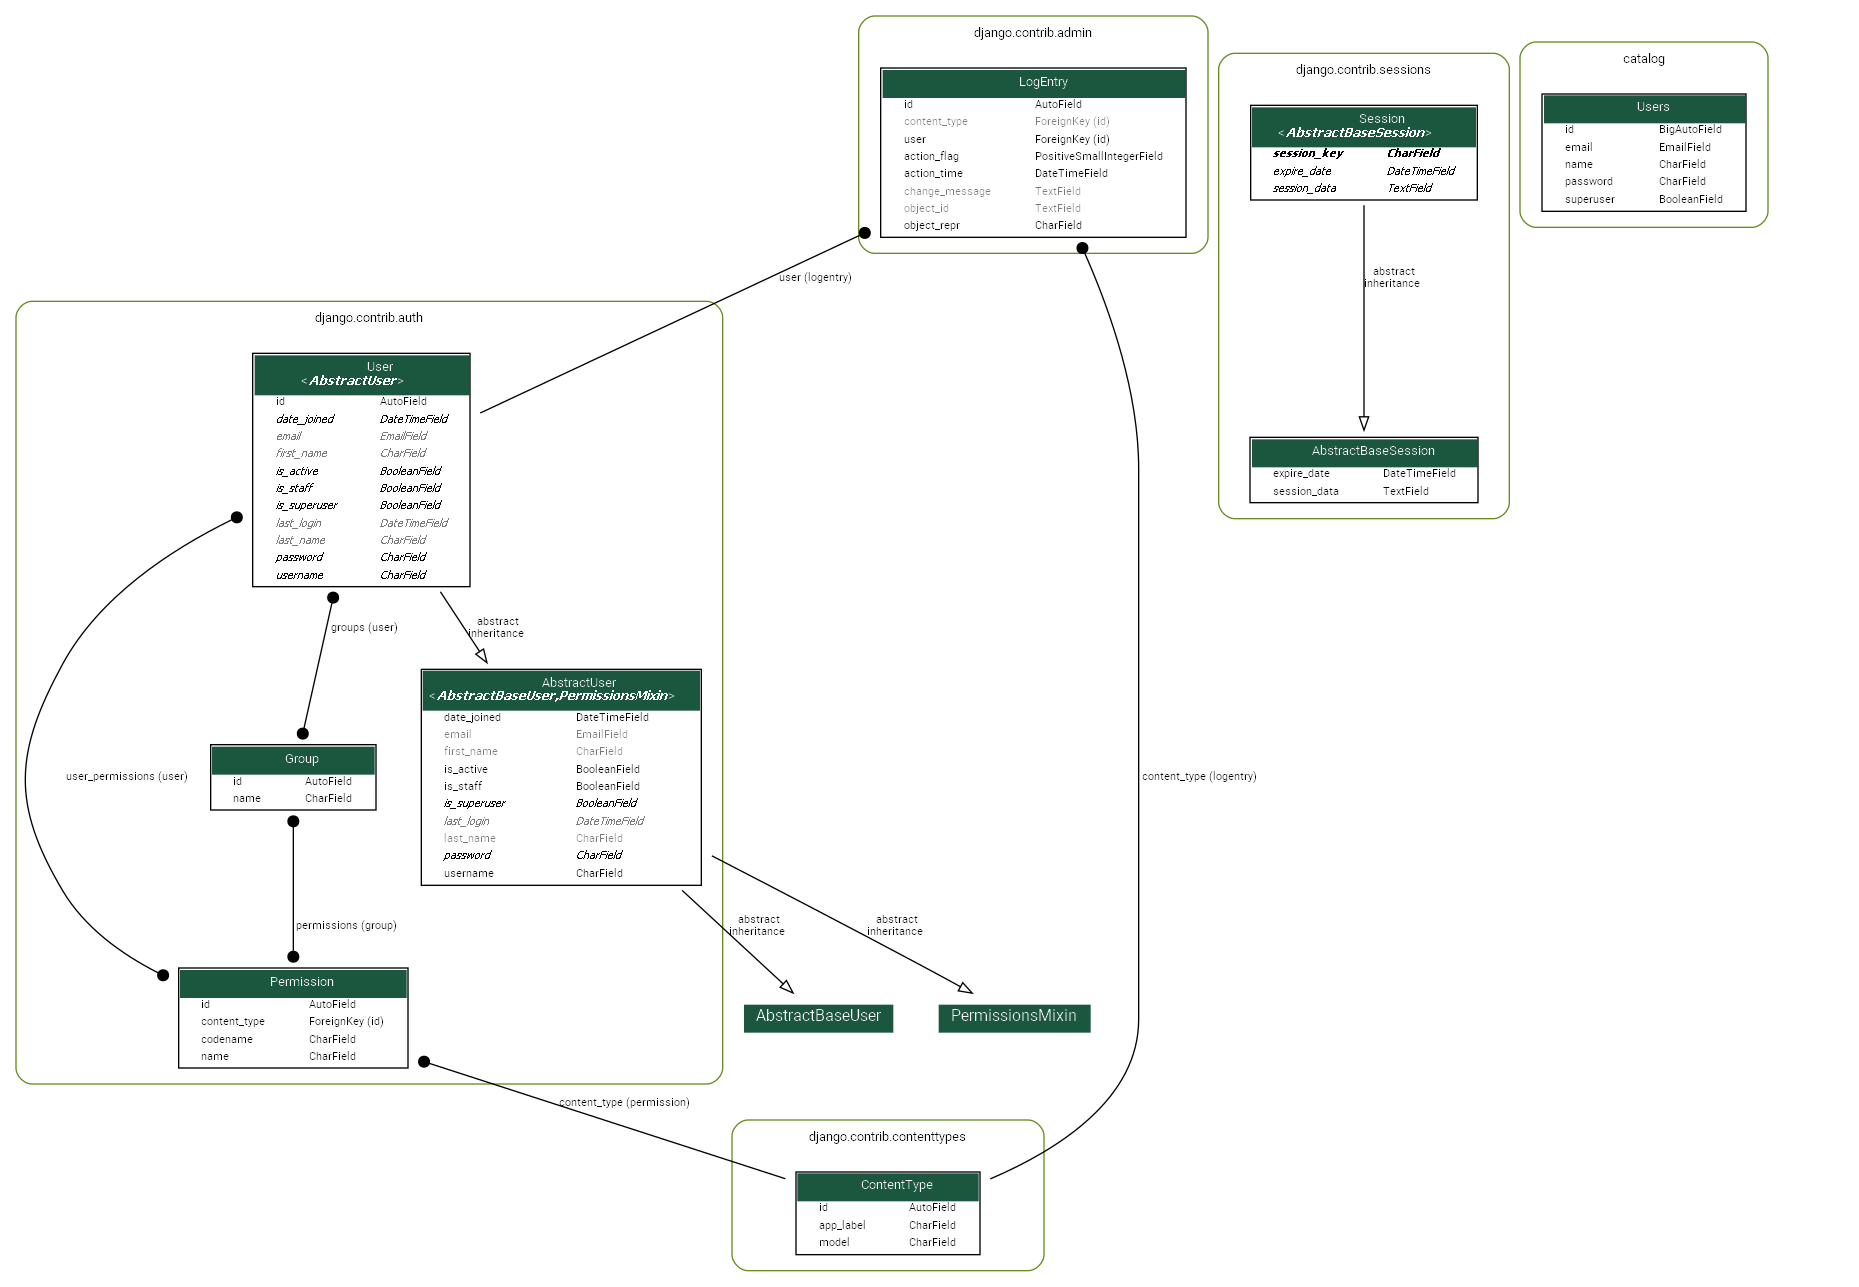 django.contrib.admin
LogEntry
id AutoField
content_type ForeignKey (id)
user ForeignKey (id)
action_flag PositiveSmallIntegerField
action_time DateTimeField
change_message TextField
object_id TextField
object_repr CharField
django.contrib.sessions
Session
<AbstractBaseSession>
session_key CharField
expire_date DateTimeField
session_data TextField
abstract
inheritance
AbstractBaseSession
expire_date DateTimeField
session_data TextField
catalog
Users
id BigAutoField
email EmailField
name CharField
password CharField
superuser BooleanField
user (logentry)
django.contrib.auth
User
<AbstractUser>
id AutoField
date_joined DateTimeField
email EmailField
first_name CharField
is_active BooleanField
is_staff BooleanField
is_superuser BooleanField
last_login DateTimeField
last_name CharField
password CharField
username CharField
groups (user)
abstract
inheritance
AbstractUser
<AbstractBaseUser,PermissionsMixin>
date_joined DateTimeField
email EmailField
first_name CharField
is_active BooleanField
is_staff BooleanField
is_superuser BooleanField
last_login DateTimeField
last_name CharField
password CharField
username CharField
user_permissions (user)
Group
id AutoField
name CharField
content_type (logentry)
permissions (group)
abstract
inheritance
abstract
inheritance
Permission
id AutoField
content_type ForeignKey (id)
codename CharField
name CharField
AbstractBaseUser
PermissionsMixin
content_type (permission)
django.contrib.contenttypes
ContentType
id AutoField
app_label CharField
model CharField